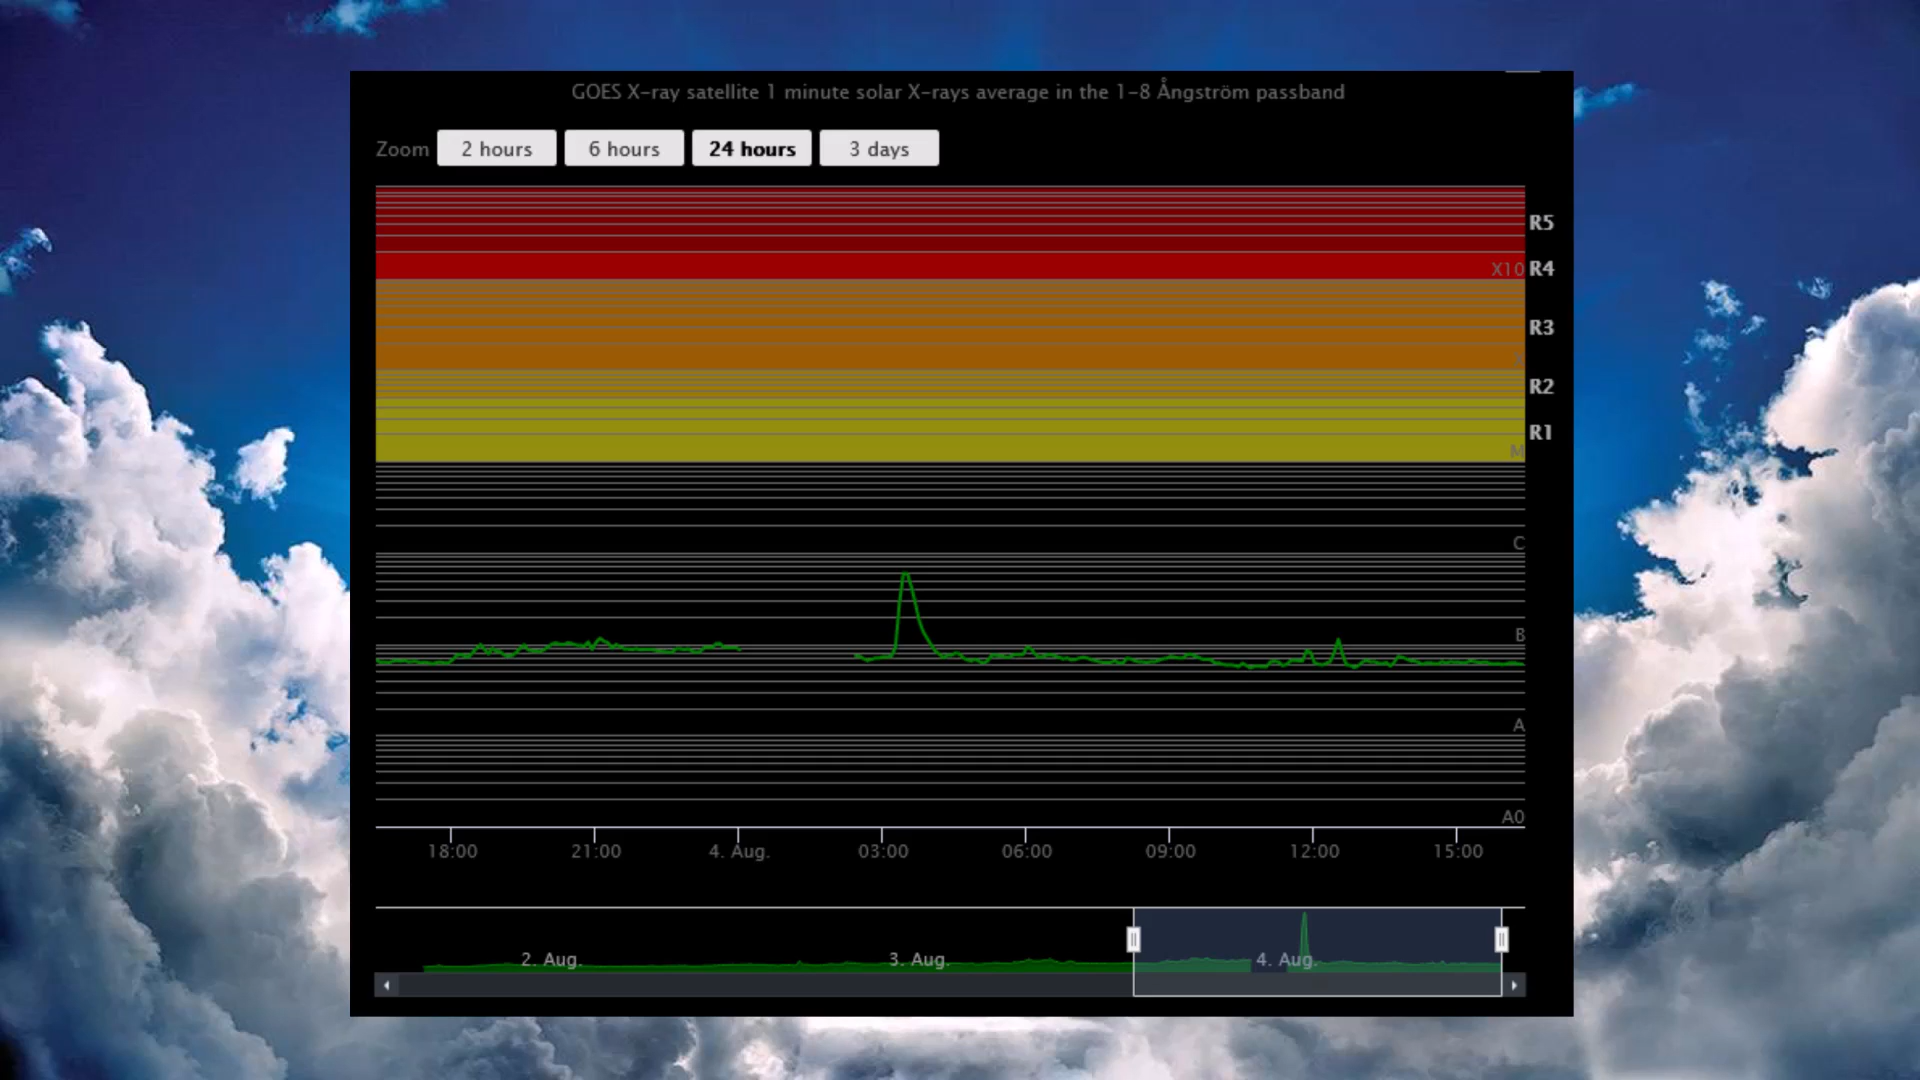 GOES X-ray satellite 1 minute solar X-rays average in the 1-8 Ångström passband
Zoom 2 hours 6 hours 24 hours 3 days
R5
X10 R4
R3
X
R2
R1
M
C
B
A
A0
18:00 21:00 4. Aug. 03:00 06:00 09:00 12:00 15:00
2. Aug. 3. Aug. 4. Aug.